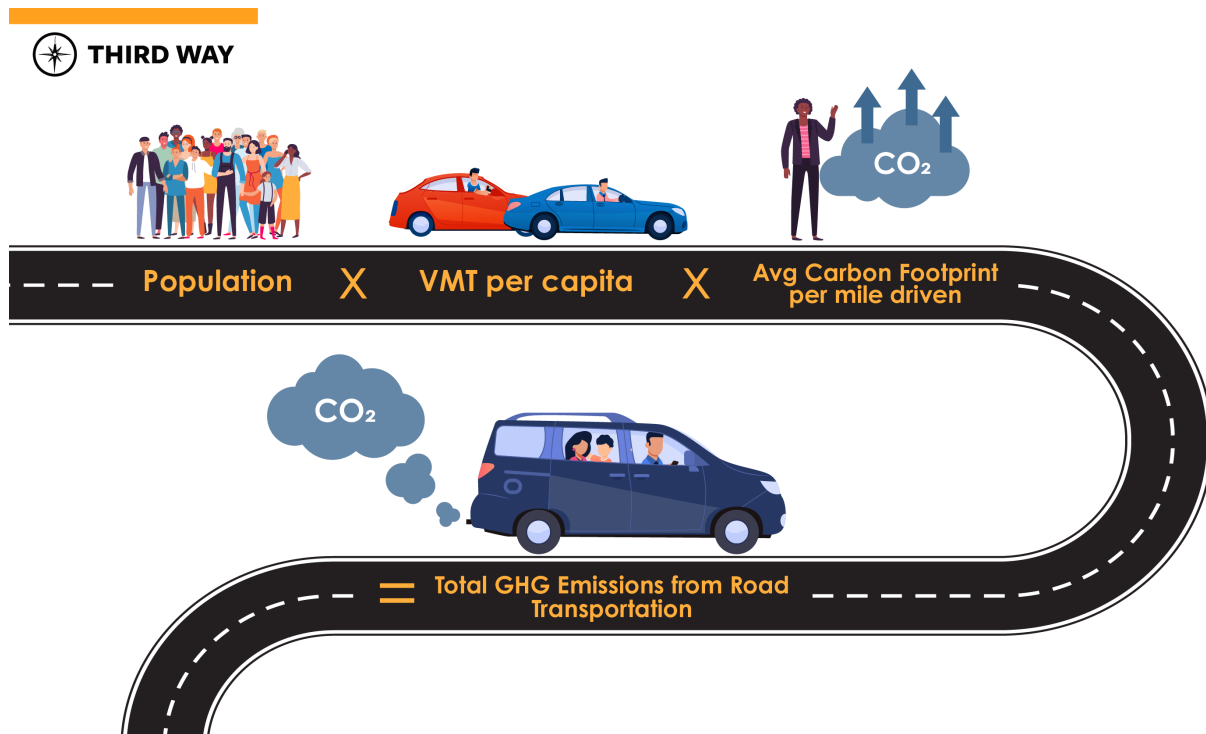 THIRD WAY
CO₂
Population X VMT per capita X Avg Carbon Footprint
per mile driven
CO₂
= Total GHG Emissions from Road
Transportation